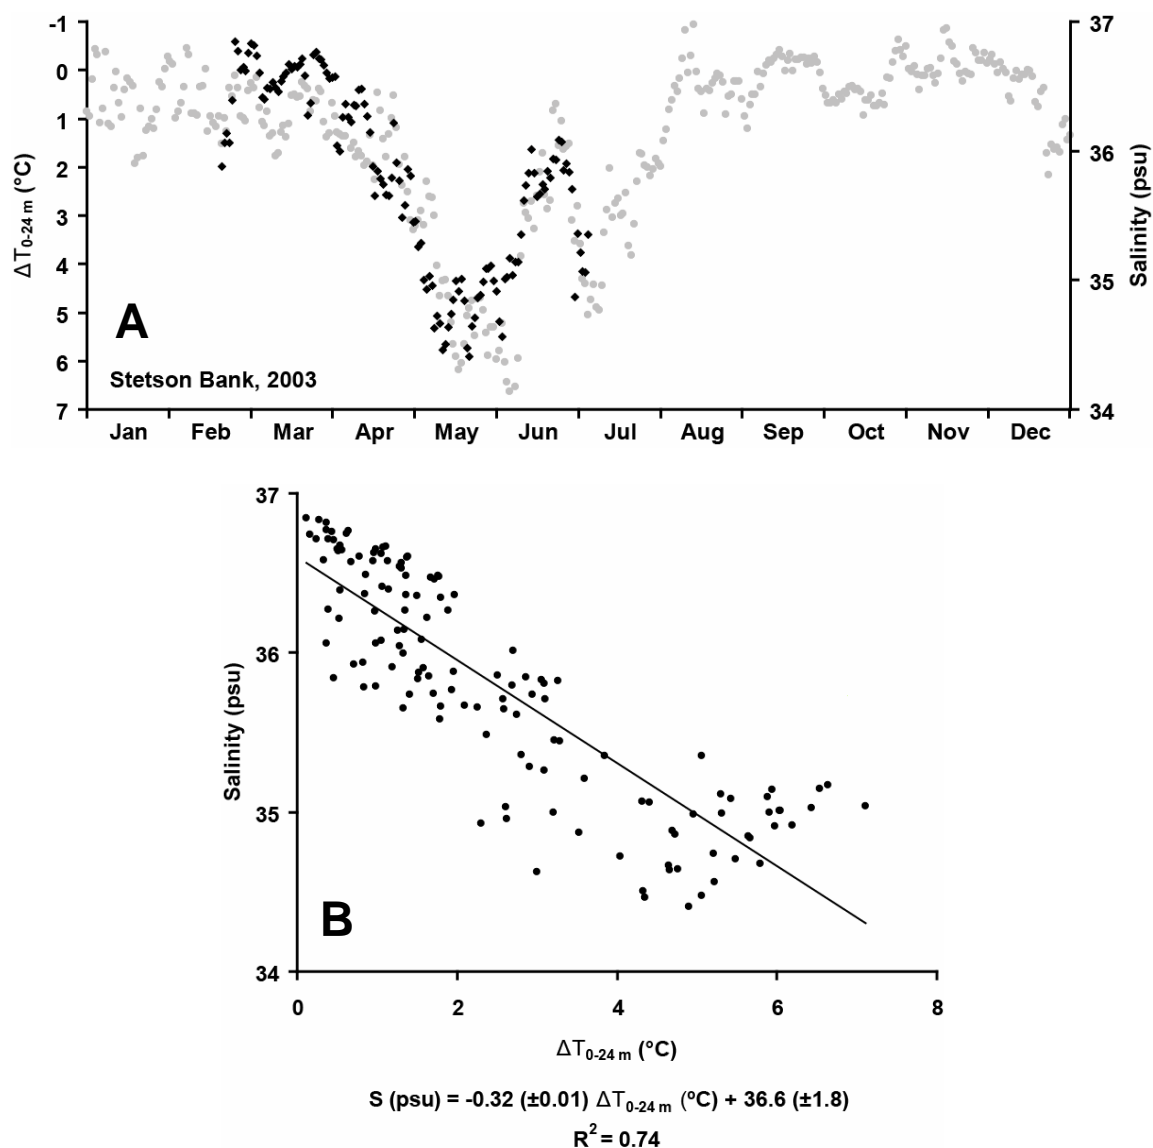 -1
0
1
2
3
4
5
6
7
ΔT0-24 m (°C)
37
36
35
34
Salinity (psu)
A
Stetson Bank, 2003
Jan Feb Mar Apr May Jun Jul Aug Sep Oct Nov Dec
37
36
35
34
Salinity (psu)
B
0 2 4 6 8
ΔT0-24 m (°C)
S (psu) = -0.32 (±0.01) ΔT0-24 m (ºC) + 36.6 (±1.8)
R2 = 0.74